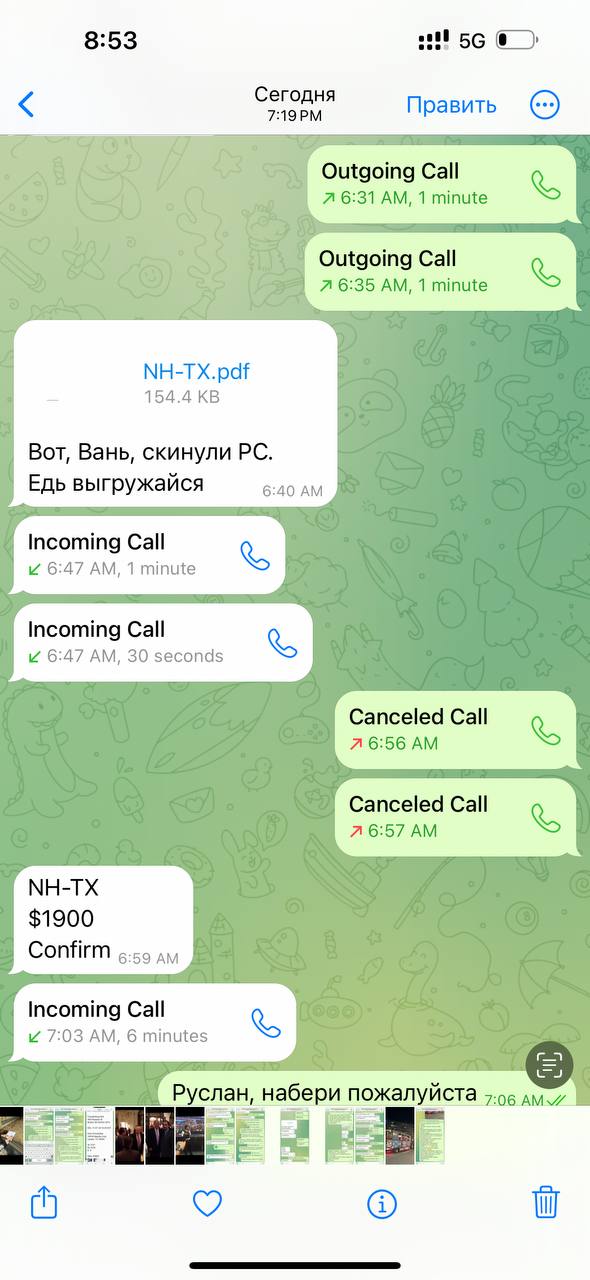 8:53
5G
Сегодня
7:19 PM
Править
Outgoing Call
6:31 AM, 1 minute
Outgoing Call
6:35 AM, 1 minute
NH-TX.pdf
154.4 KB
Вот, Вань, скинули РС.
Едь выгружайся
6:40 AM
Incoming Call
6:47 AM, 1 minute
Incoming Call
6:47 AM, 30 seconds
Canceled Call
6:56 AM
Canceled Call
6:57 AM
NH-TX
$1900
Confirm 6:59 AM
Incoming Call
7:03 AM, 6 minutes
Руслан, набери пожалуйста 7:06 AM